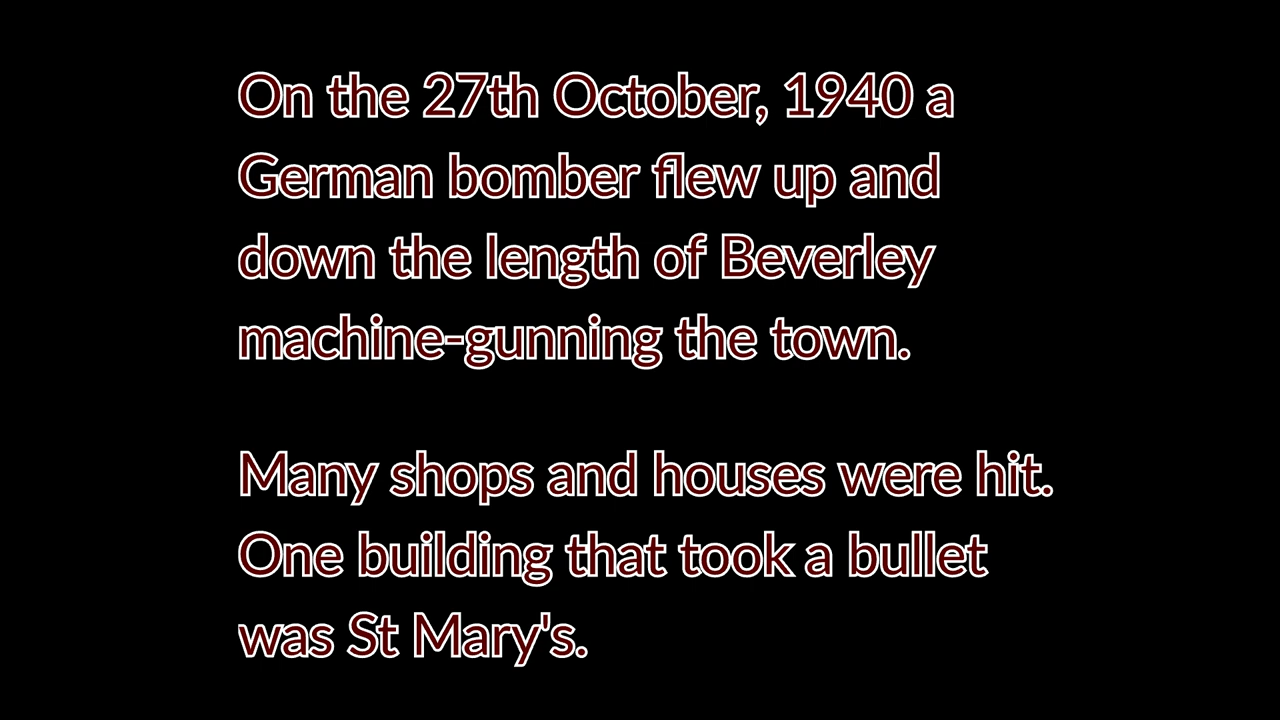 On the 27th October, 1940 a
German bomber flew up and
down the length of Beverley
machine-gunning the town.
Many shops and houses were hit.
One building that took a bullet
was St Mary's.